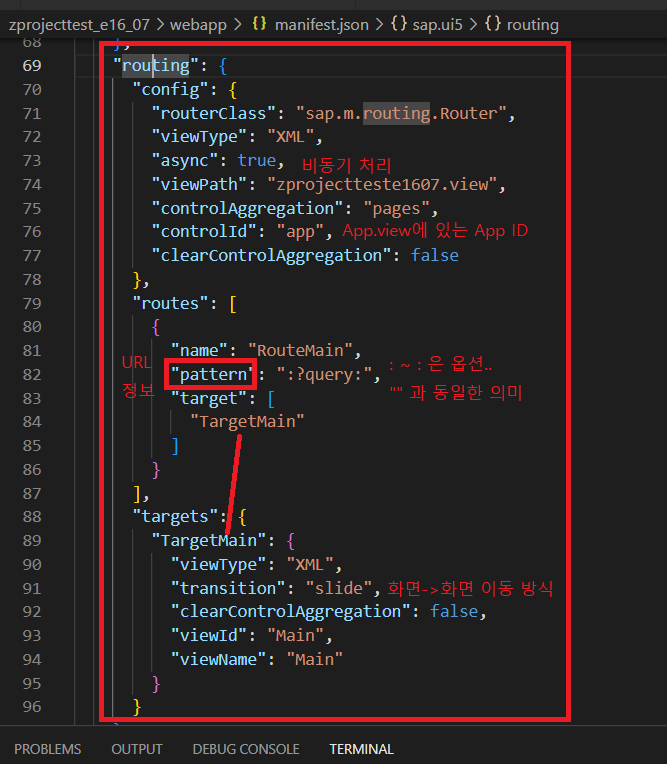 zprojecttest_e16_07 > webapp > {} manifest.json > {} sap.ui5 > {} routing
68 },
69 "routing": {
70 "config": {
71 "routerClass": "sap.m.routing.Router",
72 "viewType": "XML",
73 "async": true, 비동기 처리
74 "viewPath": "zprojectteste1607.view",
75 "controlAggregation": "pages",
76 "controlId": "app", App.view에 있는 App ID
77 "clearControlAggregation": false
78 },
79 "routes": [
80 {
81 "name": "RouteMain",
URL
82 "pattern": ":?query:", : ~ : 은 옵션..
정보
83 "target": [ "" 과 동일한 의미
84 "TargetMain"
85 ]
86 }
87 ],
88 "targets": {
89 "TargetMain": {
90 "viewType": "XML",
91 "transition": "slide", 화면->화면 이동 방식
92 "clearControlAggregation": false,
93 "viewId": "Main",
94 "viewName": "Main"
95 }
96 }
PROBLEMS OUTPUT DEBUG CONSOLE TERMINAL